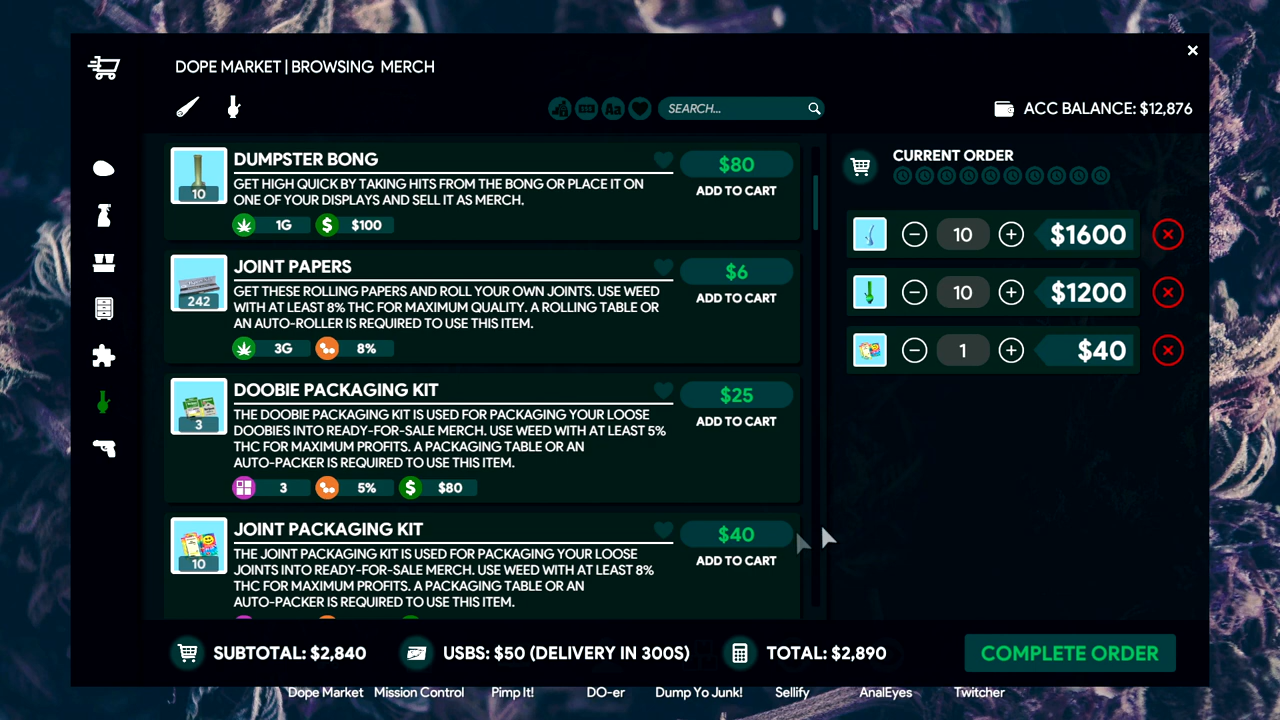 DOPE MARKET | BROWSING MERCH
Aa
SEARCH...
ACC BALANCE: $12,876
DUMPSTER BONG
10
GET HIGH QUICK BY TAKING HITS FROM THE BONG OR PLACE IT ON
ONE OF YOUR DISPLAYS AND SELL IT AS MERCH.
1G
$100
$80
ADD TO CART
JOINT PAPERS
242
GET THESE ROLLING PAPERS AND ROLL YOUR OWN JOINTS. USE WEED
WITH AT LEAST 8% THC FOR MAXIMUM QUALITY. A ROLLING TABLE OR
AN AUTO-ROLLER IS REQUIRED TO USE THIS ITEM.
3G
8%
$6
ADD TO CART
DOOBIE PACKAGING KIT
3
THE DOOBIE PACKAGING KIT IS USED FOR PACKAGING YOUR LOOSE
DOOBIES INTO READY-FOR-SALE MERCH. USE WEED WITH AT LEAST 5%
THC FOR MAXIMUM PROFITS. A PACKAGING TABLE OR AN
AUTO-PACKER IS REQUIRED TO USE THIS ITEM.
3
5%
$80
$25
ADD TO CART
JOINT PACKAGING KIT
10
THE JOINT PACKAGING KIT IS USED FOR PACKAGING YOUR LOOSE
JOINTS INTO READY-FOR-SALE MERCH. USE WEED WITH AT LEAST 8%
THC FOR MAXIMUM PROFITS. A PACKAGING TABLE OR AN
AUTO-PACKER IS REQUIRED TO USE THIS ITEM.
$40
ADD TO CART
CURRENT ORDER
10
$1600
10
$1200
1
$40
SUBTOTAL: $2,840
USBS: $50 (DELIVERY IN 300S)
TOTAL: $2,890
COMPLETE ORDER
Dope Market
Mission Control
Pimp It!
DO-er
Dump Yo Junk!
Sellify
AnalEyes
Twitcher